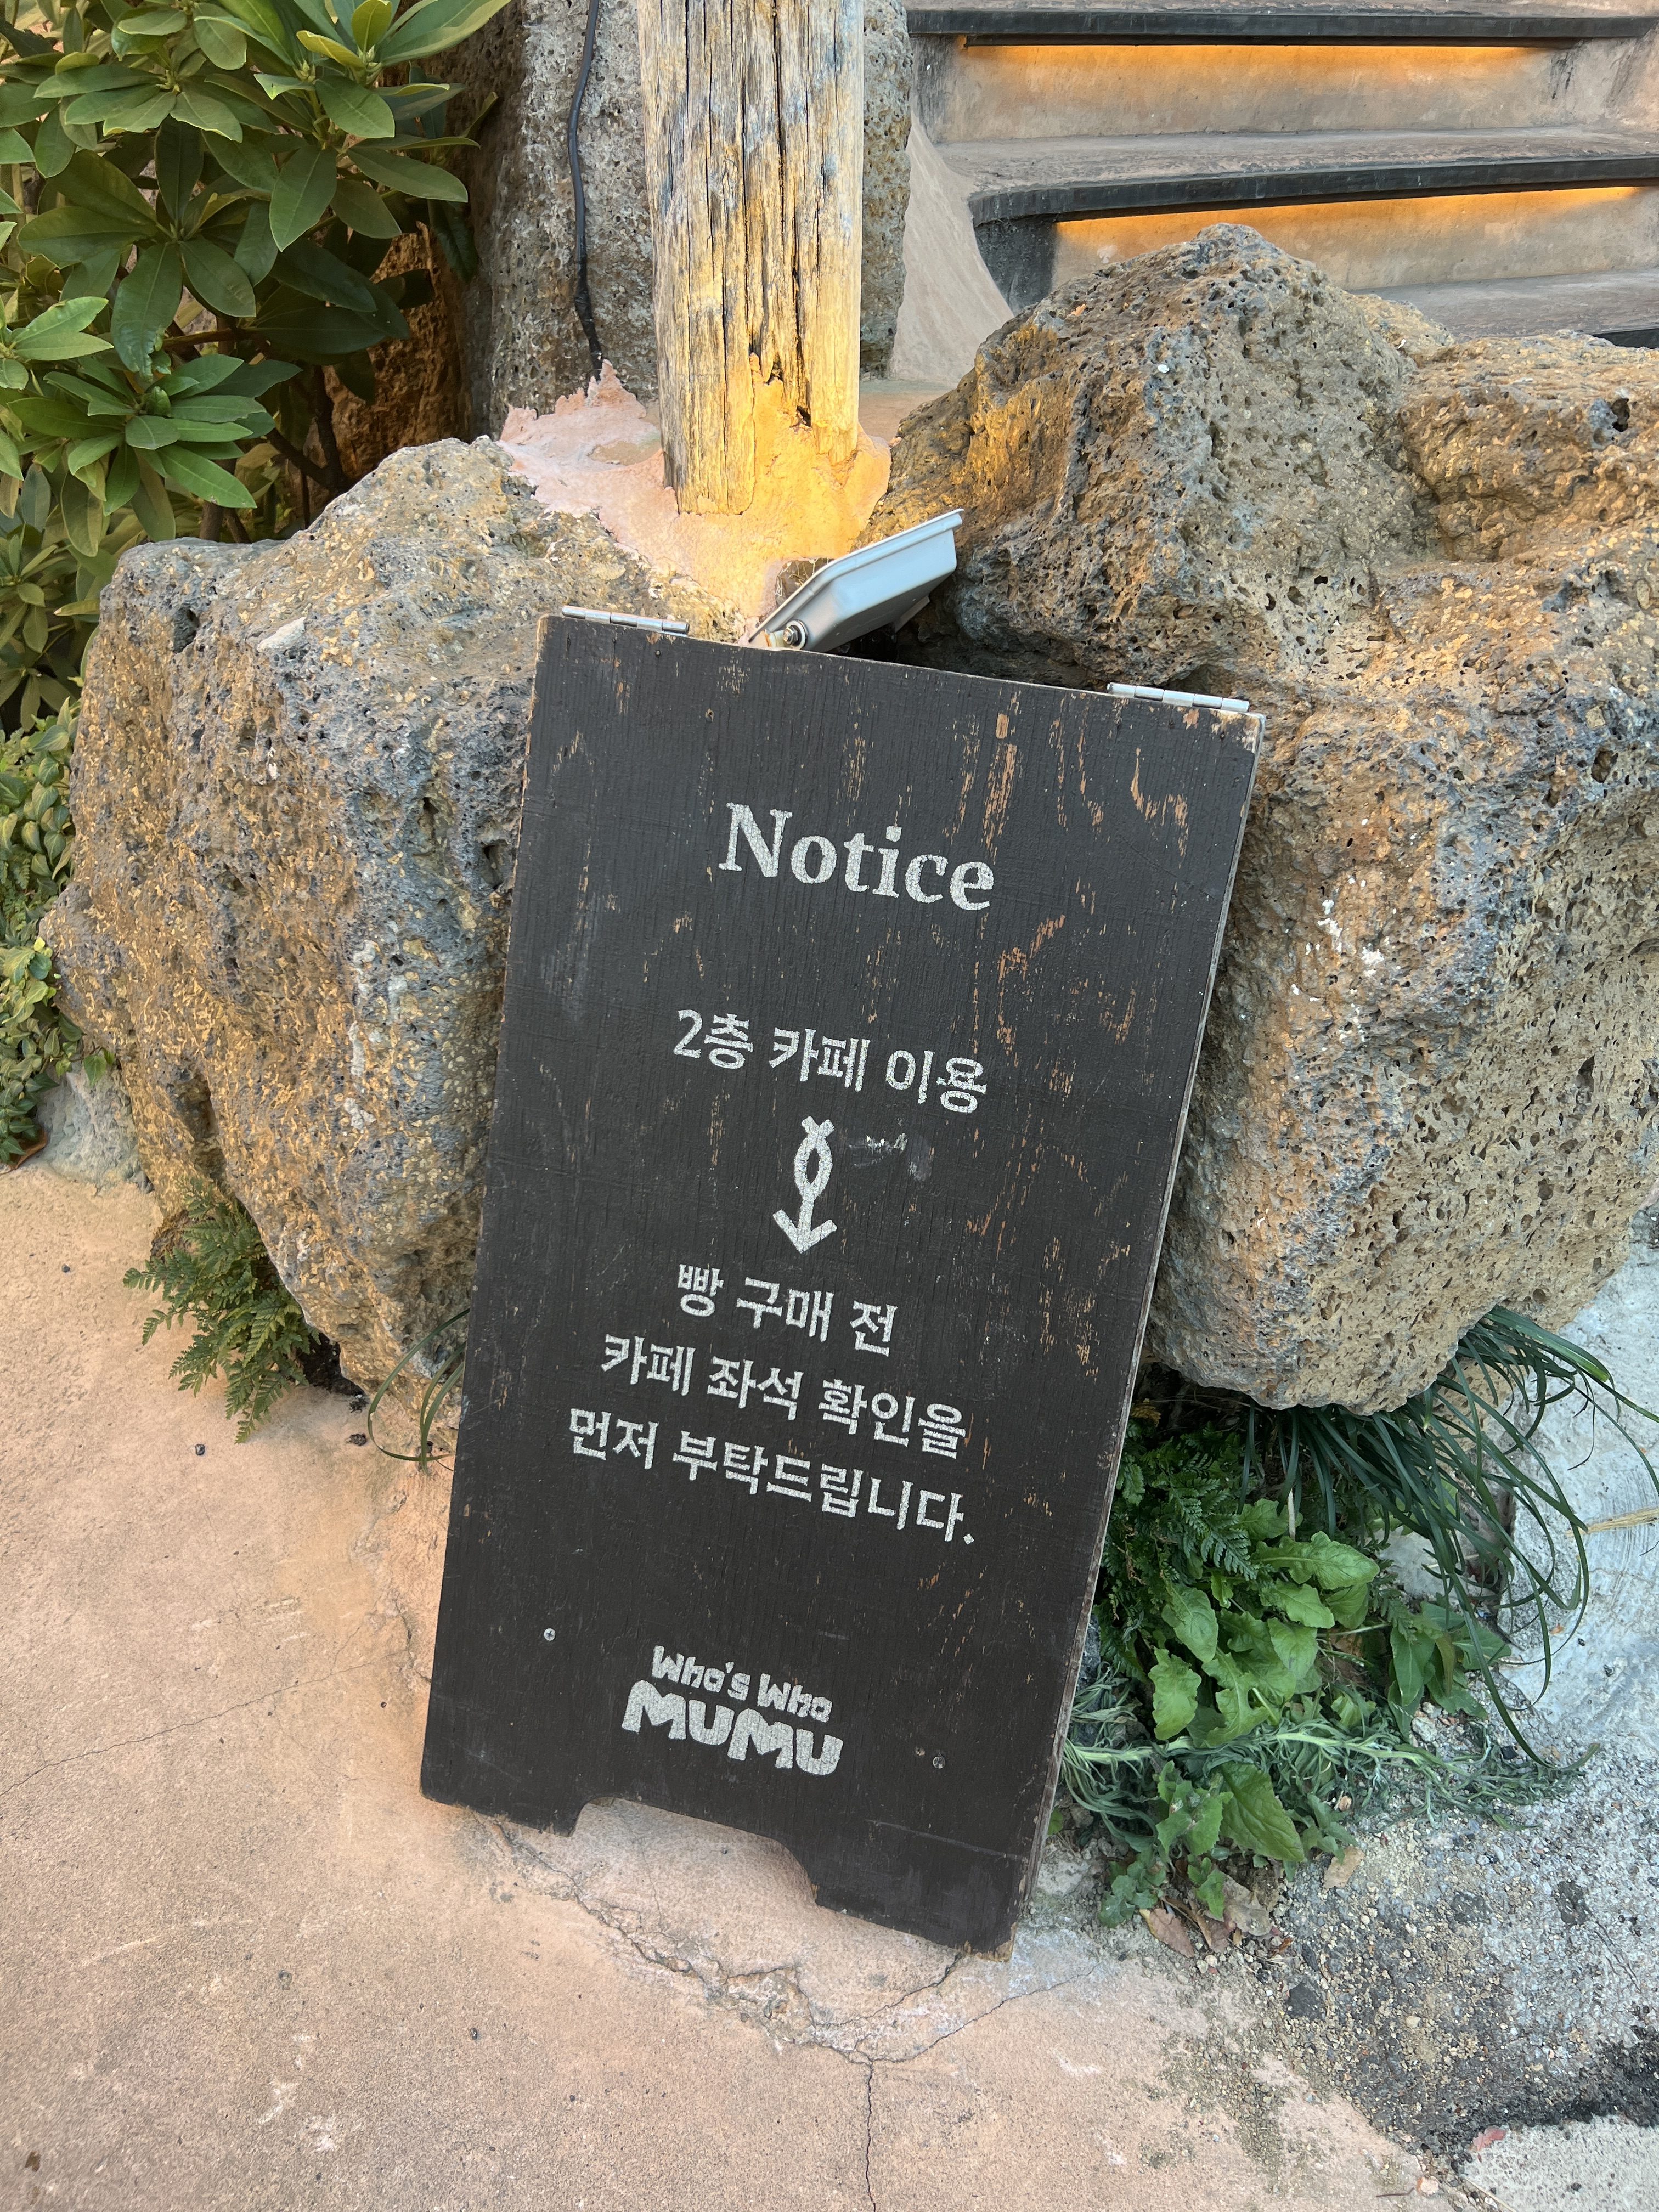 Notice
2층 카페 이용
빵 구매 전
카페 좌석 확인을
먼저 부탁드립니다.
Who's Who
MUMU